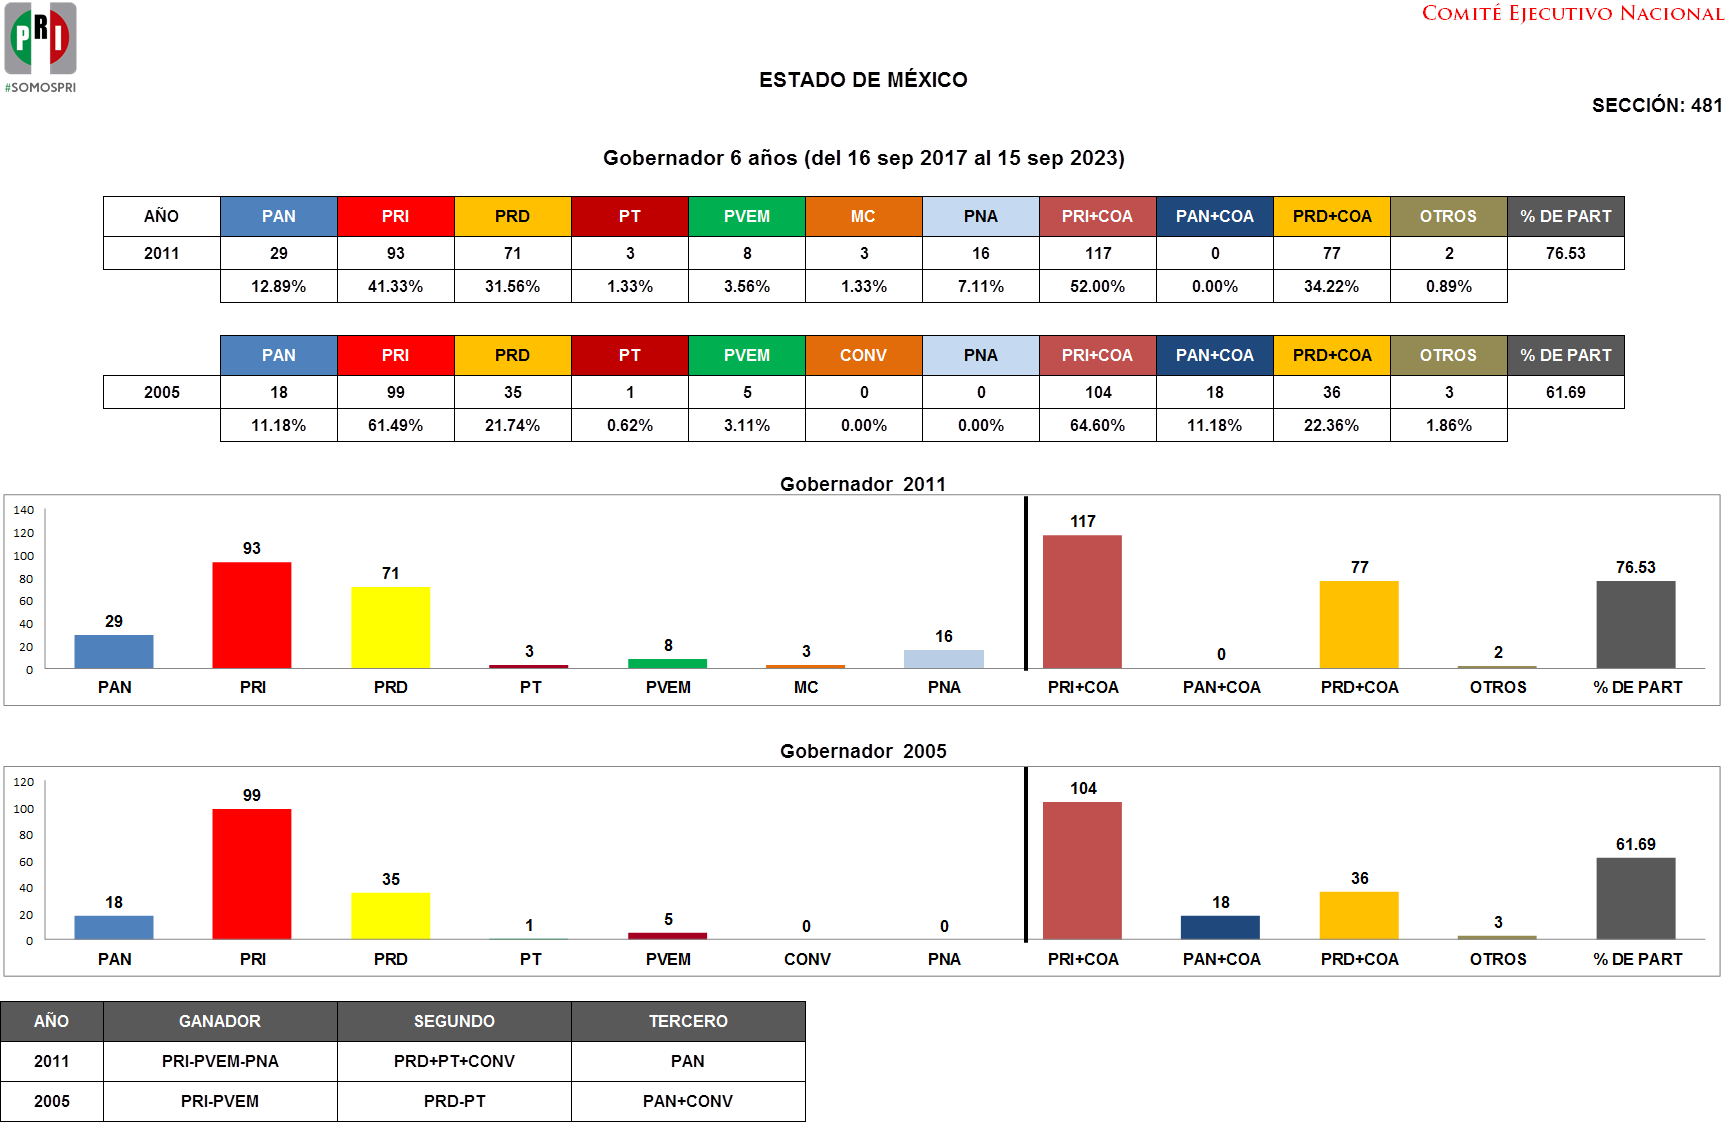 PRI
#SOMOSPRI
COMITÉ EJECUTIVO NACIONAL
ESTADO DE MÉXICO
SECCIÓN: 481
Gobernador 6 años (del 16 sep 2017 al 15 sep 2023)
AÑO PAN PRI PRD PT PVEM MC PNA PRI+COA PAN+COA PRD+COA OTROS % DE PART
2011 29 93 71 3 8 3 16 117 0 77 2 76.53
12.89% 41.33% 31.56% 1.33% 3.56% 1.33% 7.11% 52.00% 0.00% 34.22% 0.89%
PAN PRI PRD PT PVEM CONV PNA PRI+COA PAN+COA PRD+COA OTROS % DE PART
2005 18 99 35 1 5 0 0 104 18 36 3 61.69
11.18% 61.49% 21.74% 0.62% 3.11% 0.00% 0.00% 64.60% 11.18% 22.36% 1.86%
Gobernador 2011
140
120
100
80
60
40
20
0
29 93 71 3 8 3 16 117 0 77 2 76.53
PAN PRI PRD PT PVEM MC PNA PRI+COA PAN+COA PRD+COA OTROS % DE PART
Gobernador 2005
120
100
80
60
40
20
0
18 99 35 1 5 0 0 104 18 36 3 61.69
PAN PRI PRD PT PVEM CONV PNA PRI+COA PAN+COA PRD+COA OTROS % DE PART
AÑO GANADOR SEGUNDO TERCERO
2011 PRI-PVEM-PNA PRD+PT+CONV PAN
2005 PRI-PVEM PRD-PT PAN+CONV